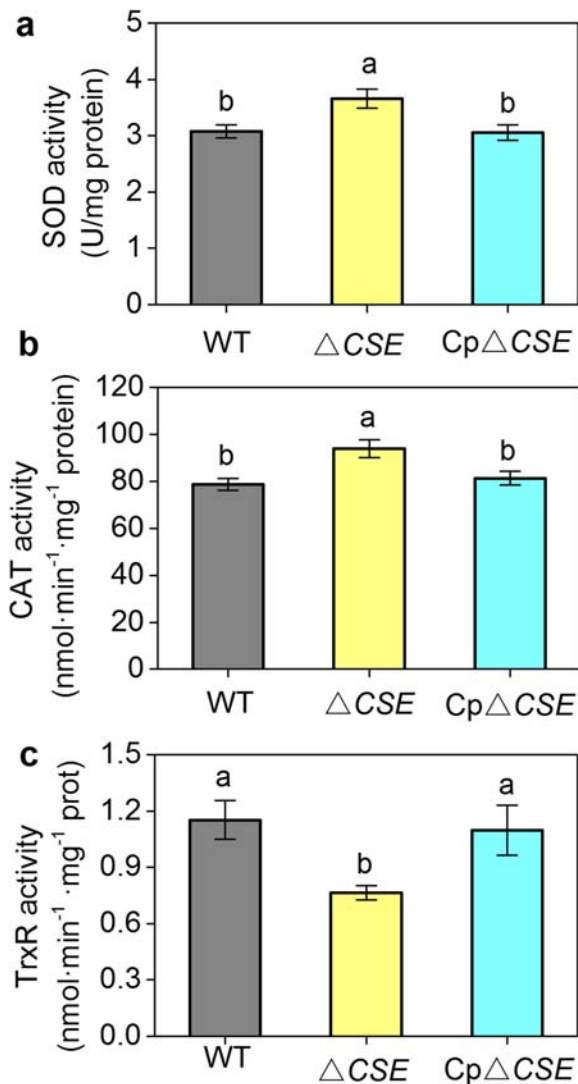 a
SOD activity
(U/mg protein)
5
4
3
2
1
0
b
a
b
WT
△CSE
Cp△CSE
b
CAT activity
(nmol·min⁻¹·mg⁻¹ protein)
120
100
80
60
40
20
0
b
a
b
WT
△CSE
Cp△CSE
c
TrxR activity
(nmol·min⁻¹ ·mg⁻¹ prot)
1.5
1.2
0.9
0.6
0.3
0.0
a
b
a
WT
△CSE
Cp△CSE